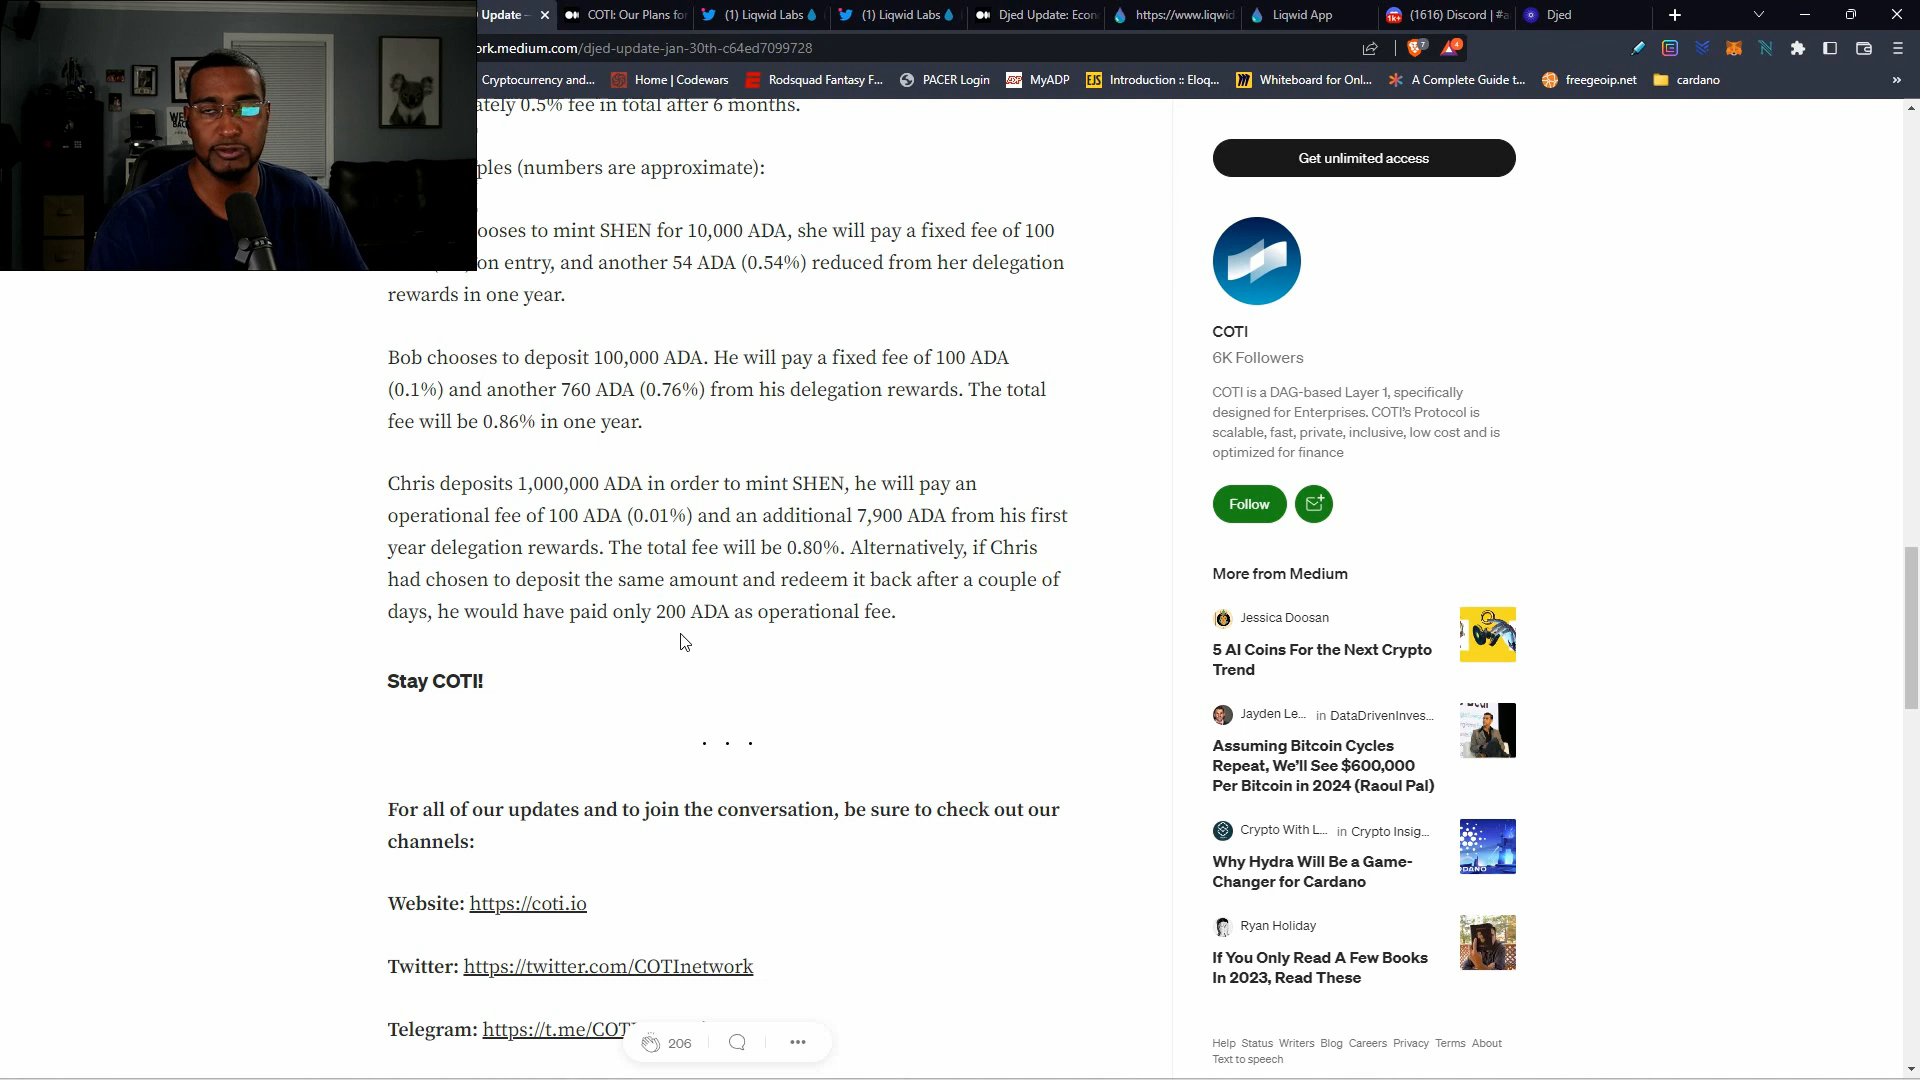 Update –
COTI: Our Plans for
(1) Liqwid Labs
(1) Liqwid Labs
Djed Update: Econ
https://www.liqwid
Liqwid App
(1616) Discord | #a
Djed
ork.medium.com/djed-update-jan-30th-c64ed7099728
7
4
Cryptocurrency and...
Home | Codewars
Rodsquad Fantasy F...
PACER Login
MyADP
Introduction :: Eloq...
Whiteboard for Onl...
A Complete Guide t...
freegeoip.net
cardano
ately 0.5% fee in total after 6 months.
ples (numbers are approximate):
ooses to mint SHEN for 10,000 ADA, she will pay a fixed fee of 100
on entry, and another 54 ADA (0.54%) reduced from her delegation
rewards in one year.
Bob chooses to deposit 100,000 ADA. He will pay a fixed fee of 100 ADA
(0.1%) and another 760 ADA (0.76%) from his delegation rewards. The total
fee will be 0.86% in one year.
Chris deposits 1,000,000 ADA in order to mint SHEN, he will pay an
operational fee of 100 ADA (0.01%) and an additional 7,900 ADA from his first
year delegation rewards. The total fee will be 0.80%. Alternatively, if Chris
had chosen to deposit the same amount and redeem it back after a couple of
days, he would have paid only 200 ADA as operational fee.
Stay COTI!
. . .
For all of our updates and to join the conversation, be sure to check out our
channels:
Website: https://coti.io
Twitter: https://twitter.com/COTInetwork
Telegram: https://t.me/COTI
206
Get unlimited access
COTI
6K Followers
COTI is a DAG-based Layer 1, specifically
designed for Enterprises. COTI's Protocol is
scalable, fast, private, inclusive, low cost and is
optimized for finance
Follow
More from Medium
Jessica Doosan
5 AI Coins For the Next Crypto
Trend
Jayden Le... in DataDrivenInves...
Assuming Bitcoin Cycles
Repeat, We'll See $600,000
Per Bitcoin in 2024 (Raoul Pal)
Crypto With L... in Crypto Insig...
Why Hydra Will Be a Game-
Changer for Cardano
Ryan Holiday
If You Only Read A Few Books
In 2023, Read These
Help Status Writers Blog Careers Privacy Terms About
Text to speech